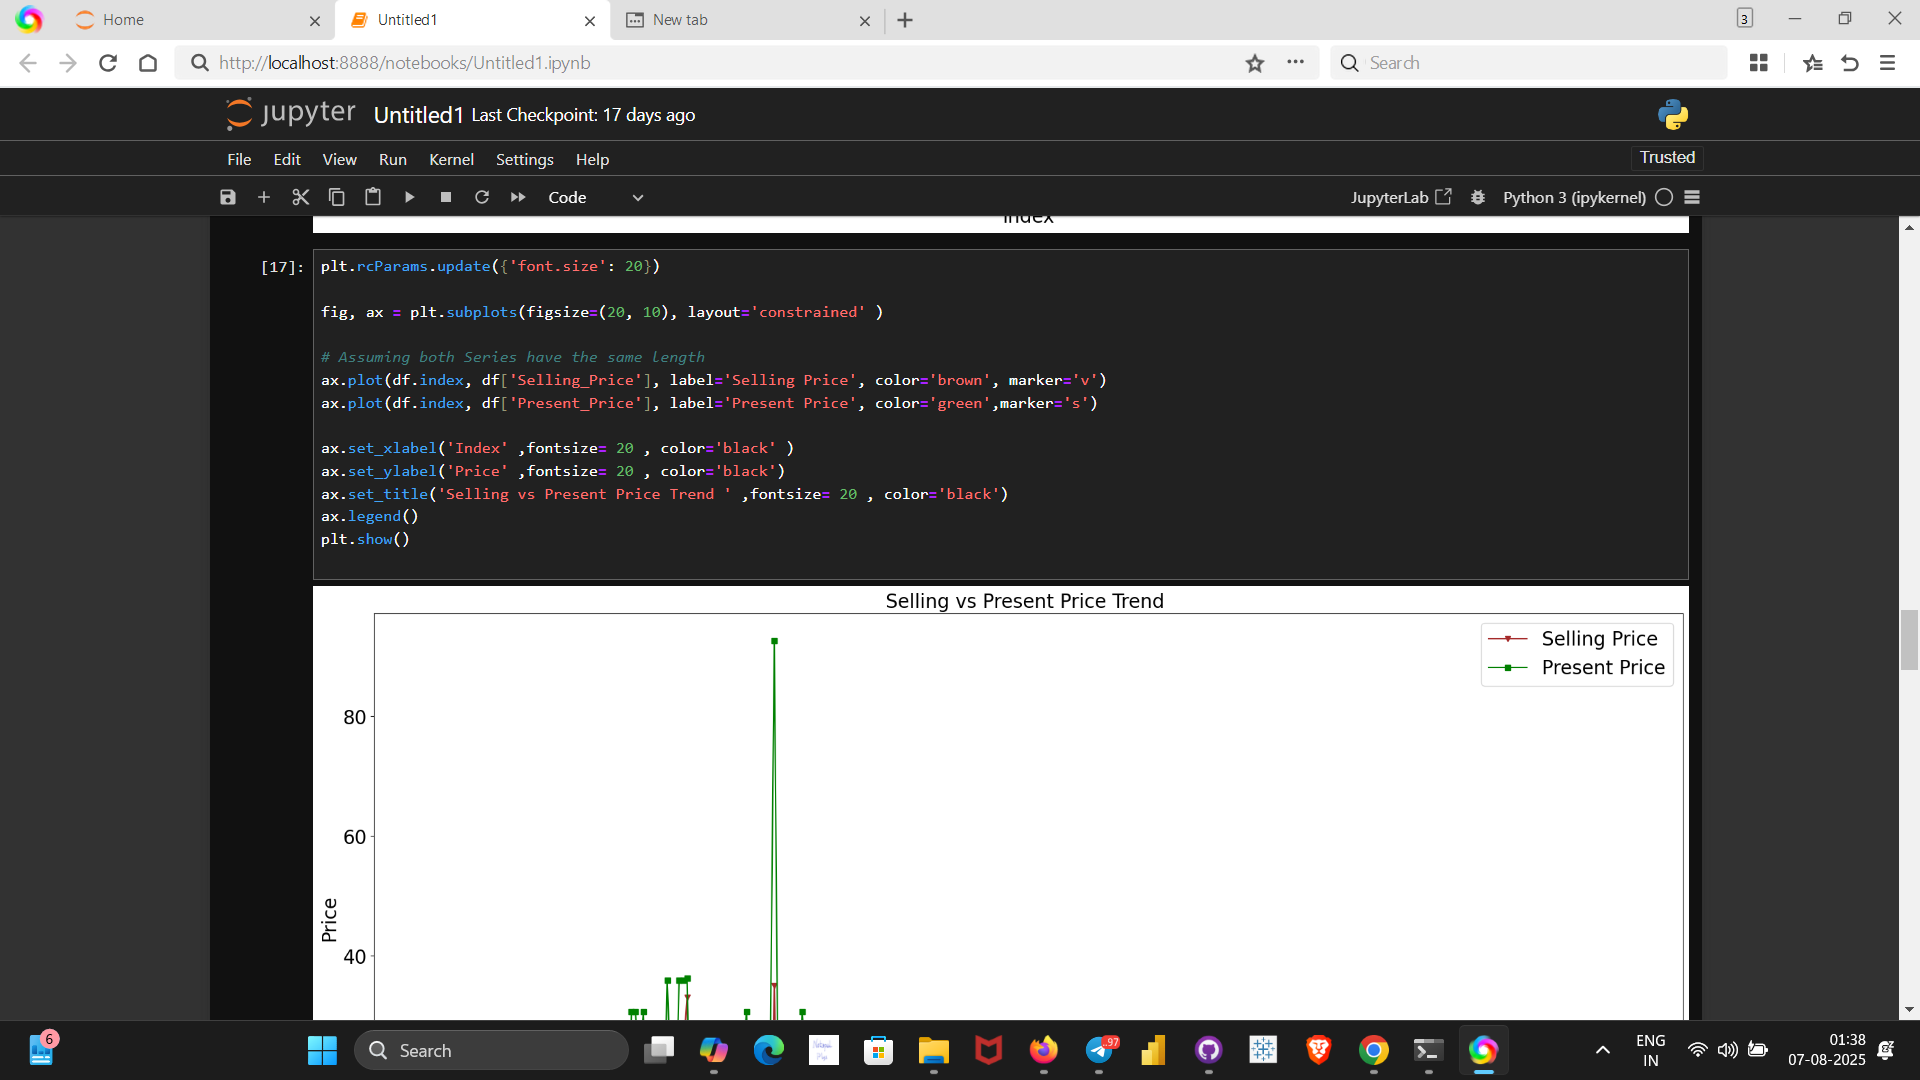 Home
Untitled1
New tab
3
http://localhost:8888/notebooks/Untitled1.ipynb
Search
jupyter Untitled1 Last Checkpoint: 17 days ago
File Edit View Run Kernel Settings Help
Trusted
Code
JupyterLab
Python 3 (ipykernel)
Index
[17]:
plt.rcParams.update({'font.size': 20})
fig, ax = plt.subplots(figsize=(20, 10), layout='constrained' )
# Assuming both Series have the same length
ax.plot(df.index, df['Selling_Price'], label='Selling Price', color='brown', marker='v')
ax.plot(df.index, df['Present_Price'], label='Present Price', color='green',marker='s')
ax.set_xlabel('Index' ,fontsize= 20 , color='black' )
ax.set_ylabel('Price' ,fontsize= 20 , color='black')
ax.set_title('Selling vs Present Price Trend ' ,fontsize= 20 , color='black')
ax.legend()
plt.show()
Selling vs Present Price Trend
Selling Price
Present Price
80
60
Price
40
6
Search
97
ENG
IN
01:38
07-08-2025